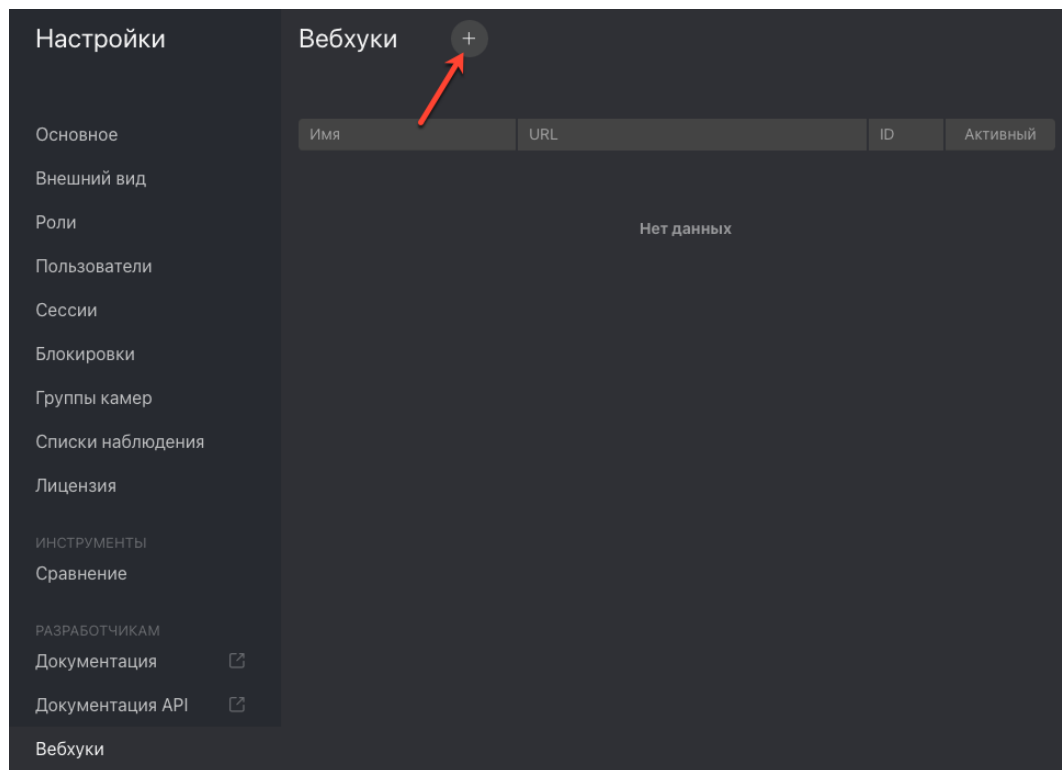 Настройки
Вебхуки
Основное
Внешний вид
Роли
Пользователи
Сессии
Блокировки
Группы камер
Списки наблюдения
Лицензия
ИНСТРУМЕНТЫ
Сравнение
РАЗРАБОТЧИКАМ
Документация
Документация API
Вебхуки
Имя URL ID Активный
Нет данных